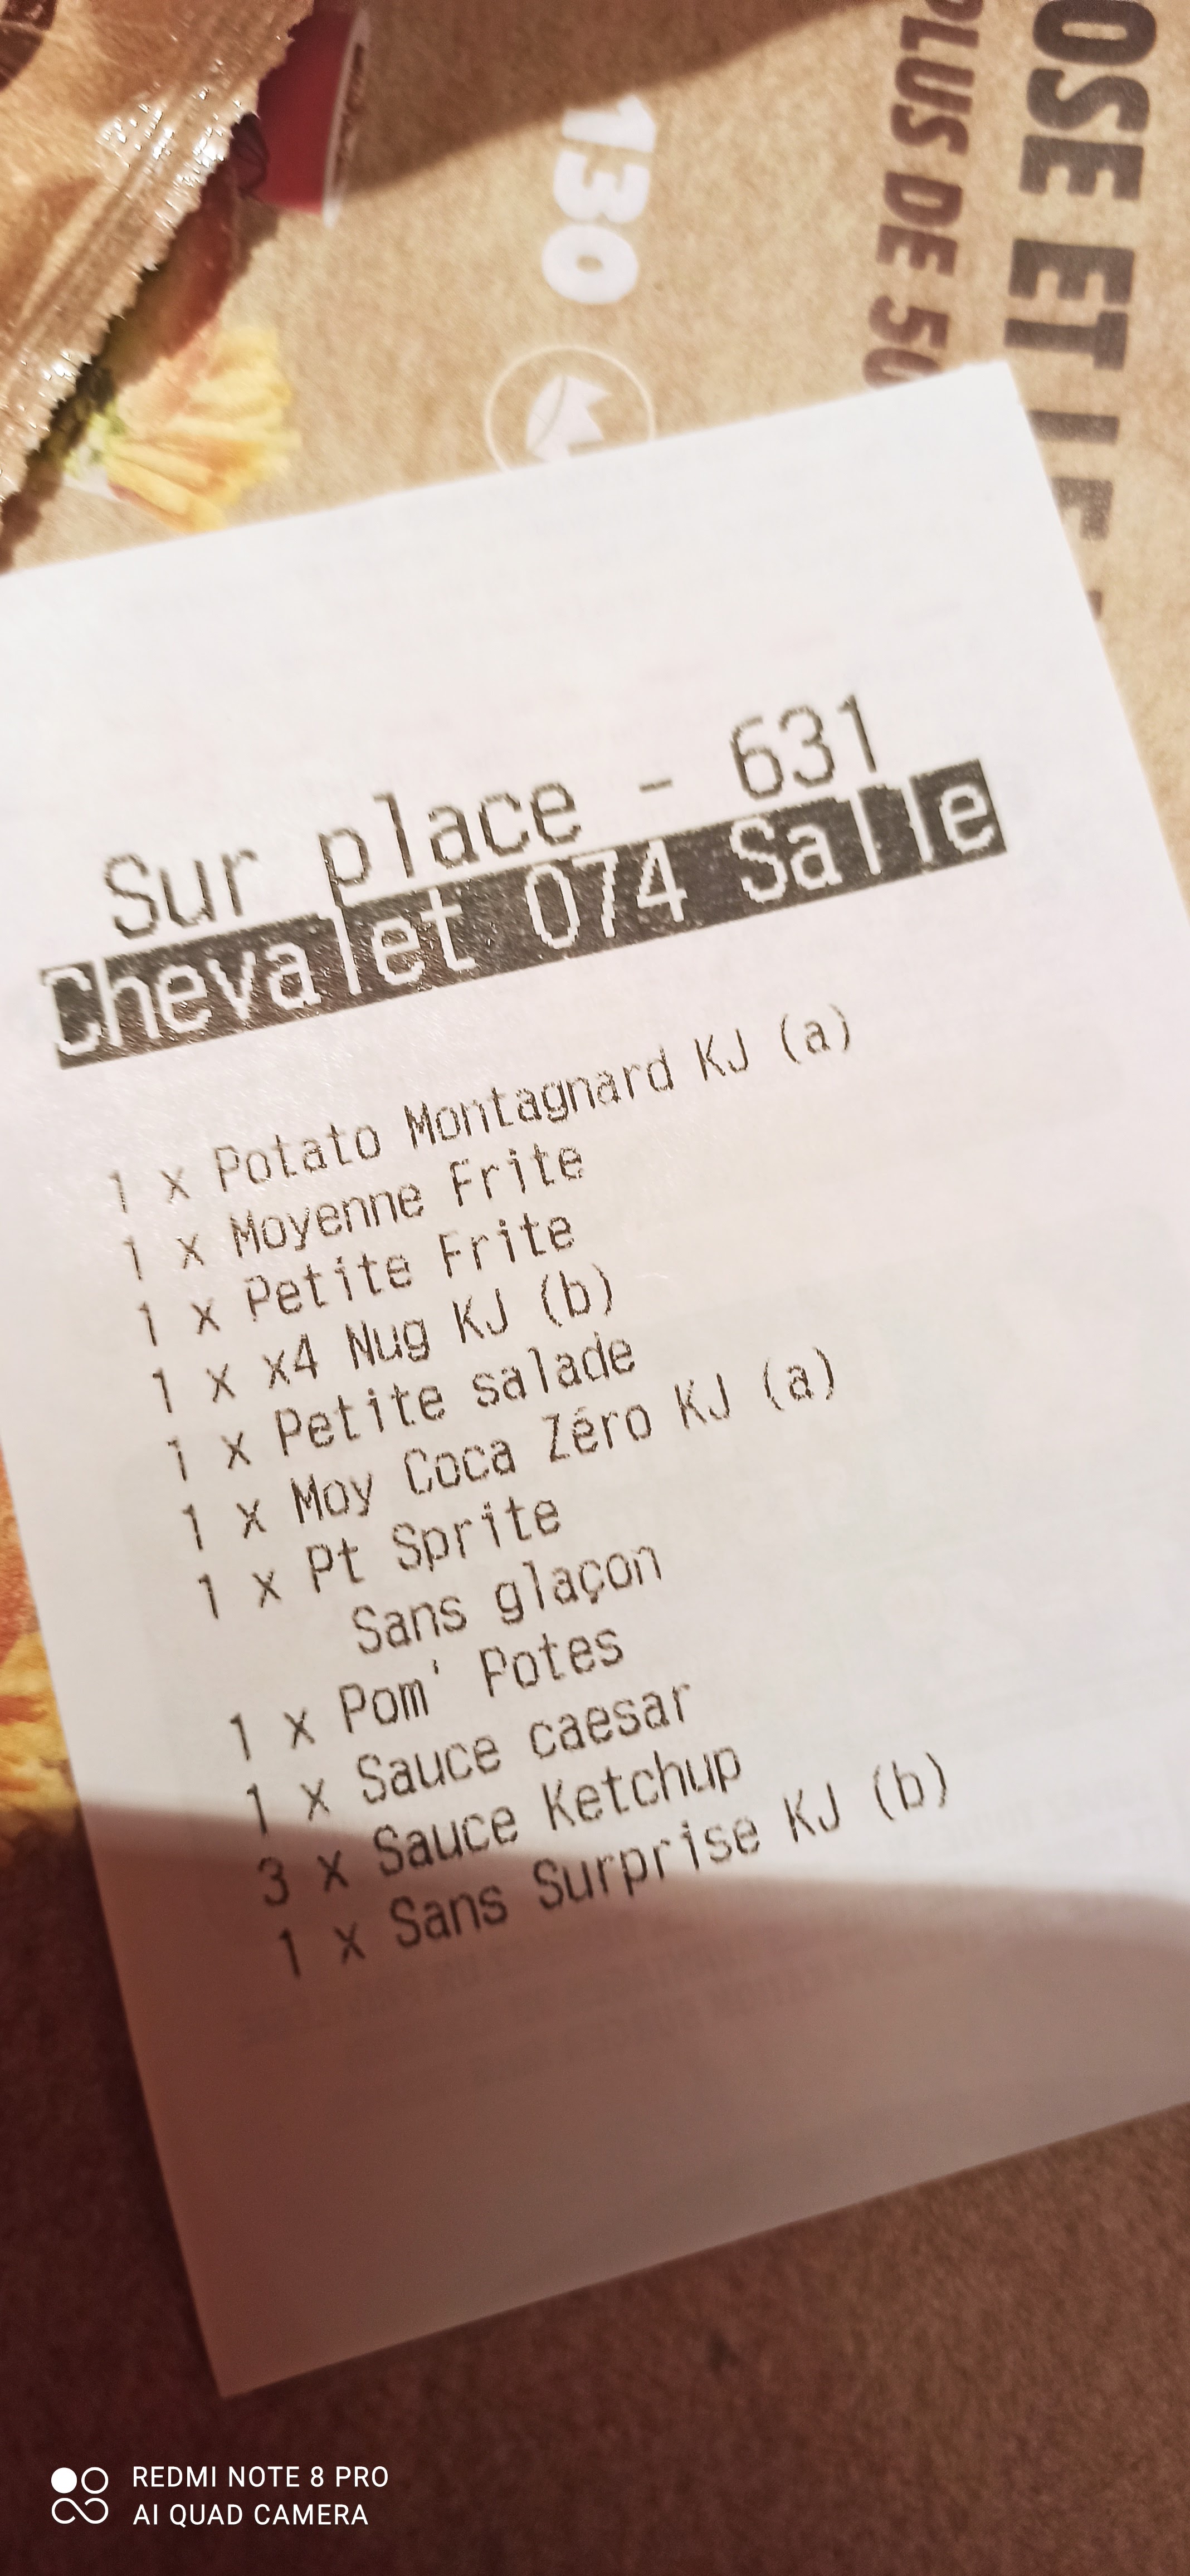 OSE ET
PLUS DE 50
130
Sur place - 631
Chevalet 074 Salle
1 x Potato Montagnard KJ (a)
1 x Moyenne Frite
1 x Petite Frite
1 x x4 Nug KJ (b)
1 x Petite salade
1 x Moy Coca Zéro KJ (a)
1 x Pt Sprite
Sans glaçon
1 x Pom' Potes
1 x Sauce caesar
3 x Sauce Ketchup
1 x Sans Surprise KJ (b)
REDMI NOTE 8 PRO
AI QUAD CAMERA